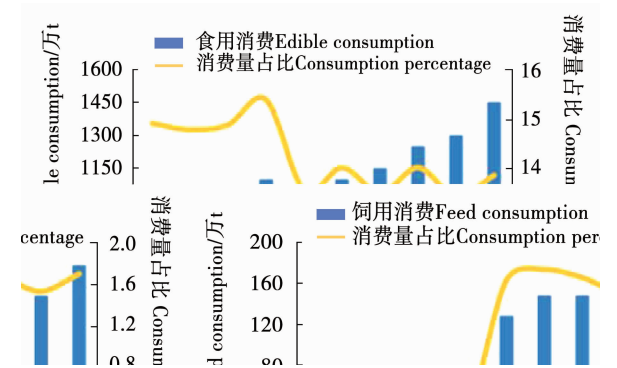 食用消费Edible consumption
消费量占比Consumption percentage
le consumption/万t
1600
1450
1300
1150
16
15
14
消费量占比 Consun
centage
2.0
1.6
1.2
0.8
消费量占比 Consum
饲用消费Feed consumption
消费量占比Consumption per
d consumption/万t
200
160
120
80